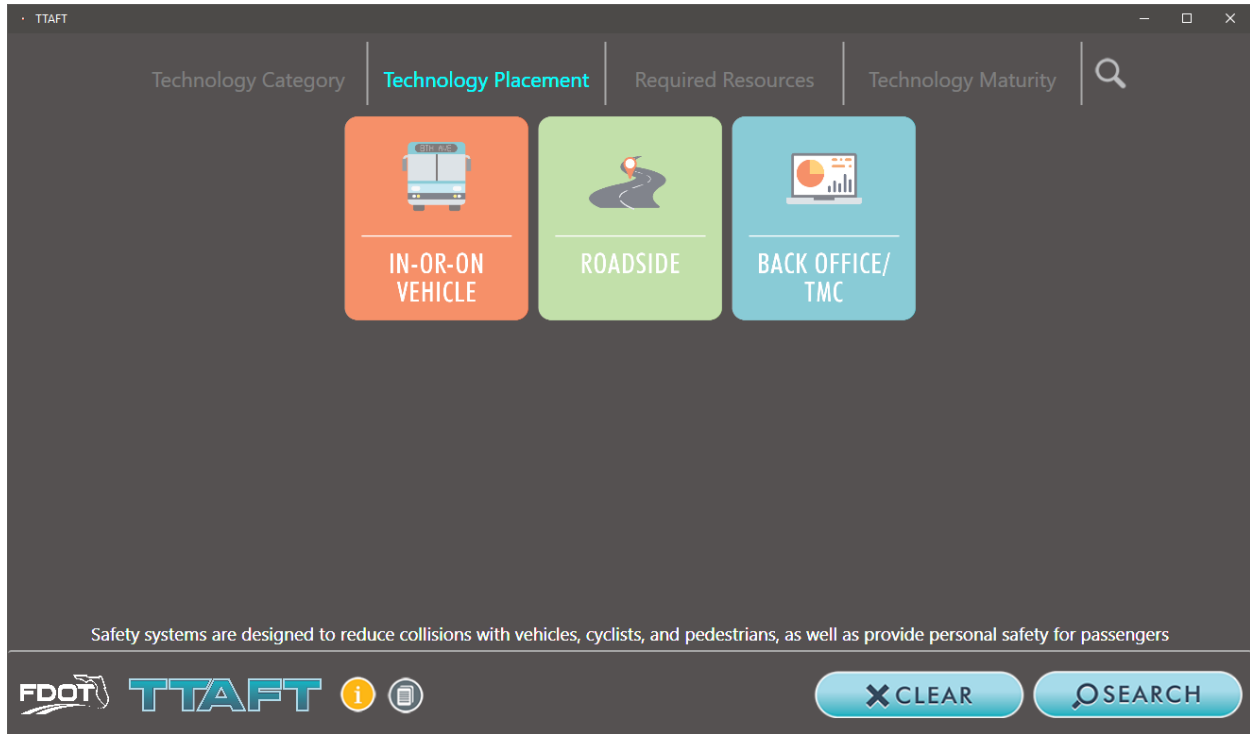 TTAFT
Technology Category
Technology Placement
Required Resources
Technology Maturity
8TH AVE
IN-OR-ON
VEHICLE
ROADSIDE
BACK OFFICE/
TMC
Safety systems are designed to reduce collisions with vehicles, cyclists, and pedestrians, as well as provide personal safety for passengers
FDOT
TTAFT
i
CLEAR
SEARCH